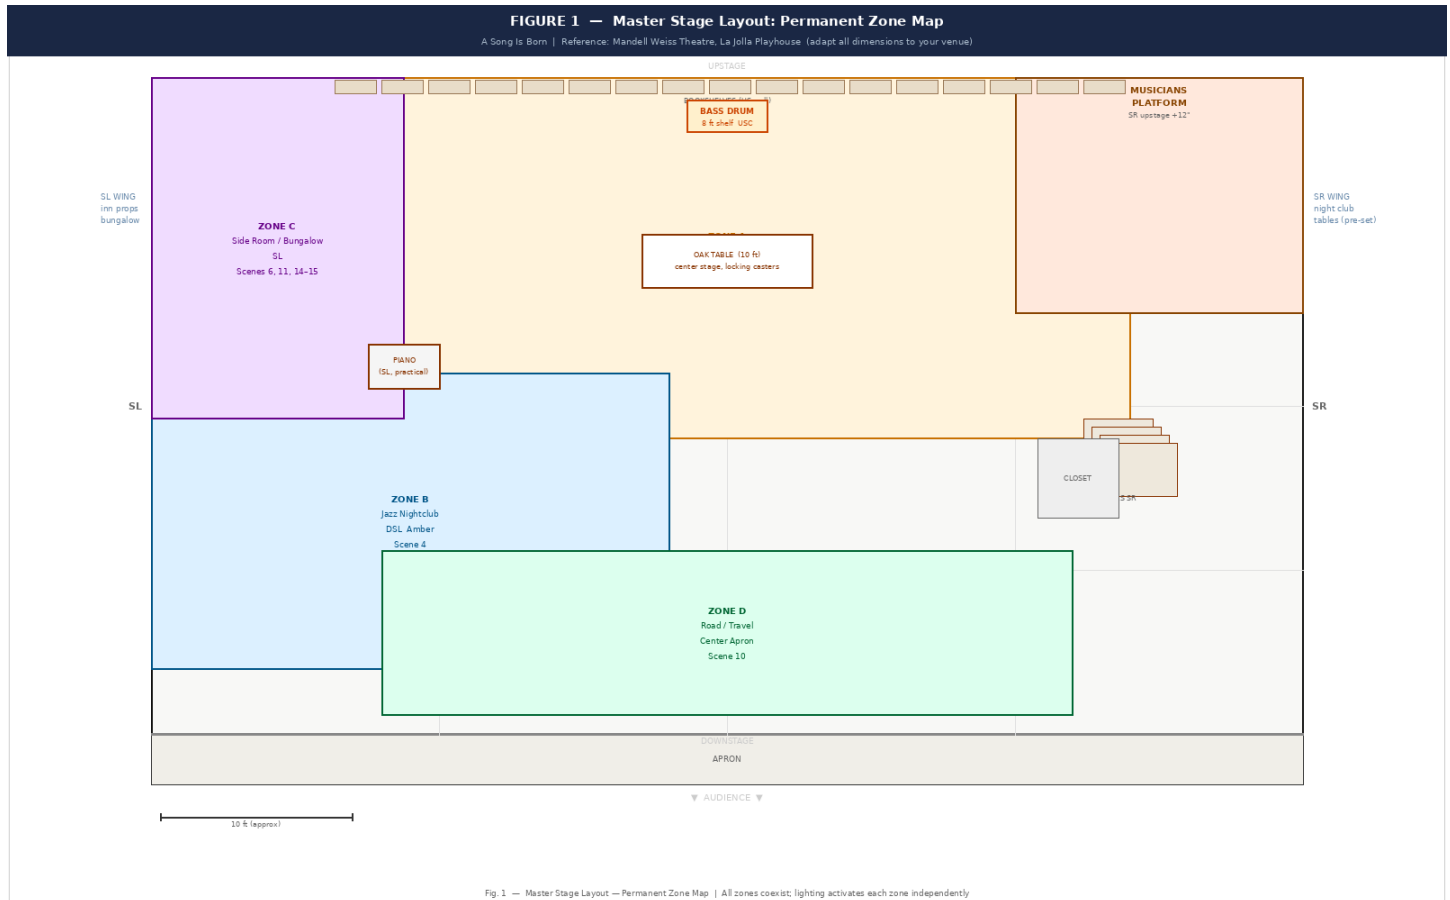 FIGURE 1 — Master Stage Layout: Permanent Zone Map
A Song Is Born | Reference: Mandell Weiss Theatre, La Jolla Playhouse (adapt all dimensions to your venue)
UPSTAGE
MUSICIANS
PLATFORM
SR upstage +12"
BASS DRUM
8 ft shelf USC
SL WING
inn props
bungalow
SR WING
night club
tables (pre-set)
ZONE C
Side Room / Bungalow
SL
Scenes 6, 11, 14–15
OAK TABLE (10 ft)
center stage, locking casters
PIANO
(SL, practical)
SL
SR
CLOSET
SR
ZONE B
Jazz Nightclub
DSL Amber
Scene 4
ZONE D
Road / Travel
Center Apron
Scene 10
DOWNSTAGE
APRON
▼ AUDIENCE ▼
10 ft (approx)
Fig. 1 — Master Stage Layout — Permanent Zone Map | All zones coexist; lighting activates each zone independently